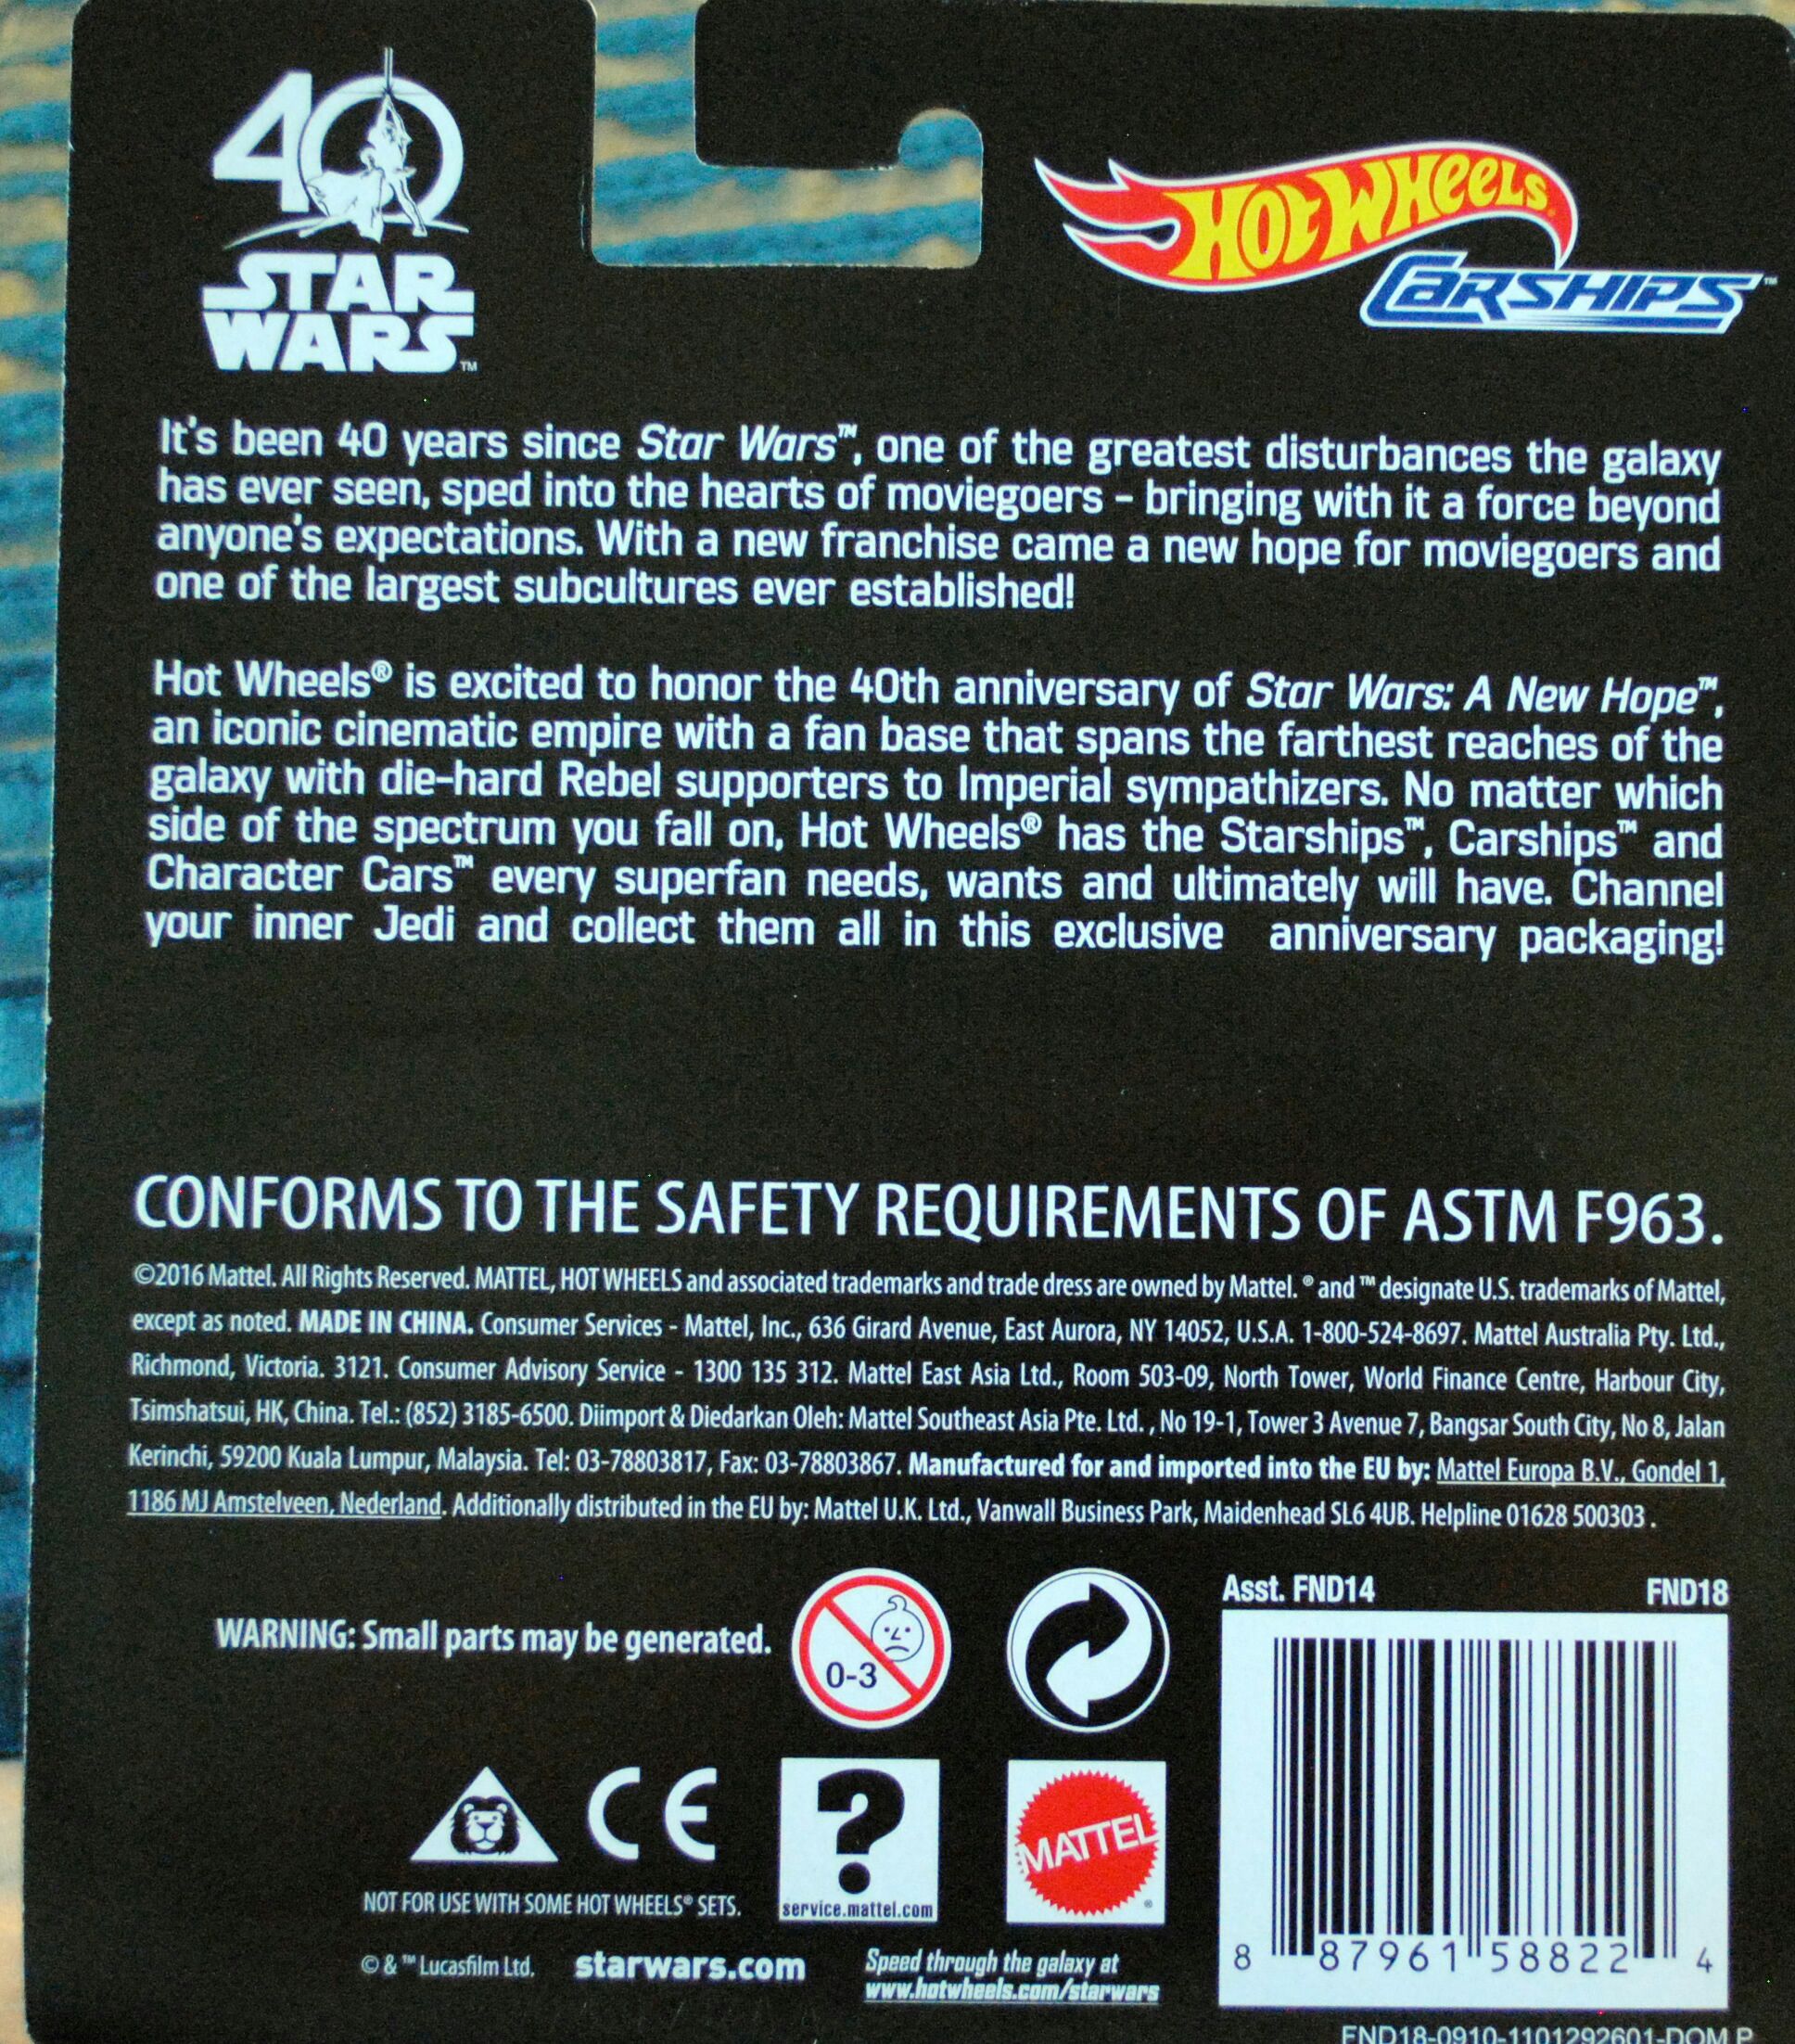 40
STAR
WARS™
HOT WHEELS®
CARSHIPS™
It's been 40 years since Star Wars™, one of the greatest disturbances the galaxy
has ever seen, sped into the hearts of moviegoers – bringing with it a force beyond
anyone's expectations. With a new franchise came a new hope for moviegoers and
one of the largest subcultures ever established!
Hot Wheels® is excited to honor the 40th anniversary of Star Wars: A New Hope™,
an iconic cinematic empire with a fan base that spans the farthest reaches of the
galaxy with die-hard Rebel supporters to Imperial sympathizers. No matter which
side of the spectrum you fall on, Hot Wheels® has the Starships™, Carships™ and
Character Cars™ every superfan needs, wants and ultimately will have. Channel
your inner Jedi and collect them all in this exclusive anniversary packaging!
CONFORMS TO THE SAFETY REQUIREMENTS OF ASTM F963.
©2016 Mattel. All Rights Reserved. MATTEL, HOT WHEELS and associated trademarks and trade dress are owned by Mattel. ® and ™ designate U.S. trademarks of Mattel,
except as noted. MADE IN CHINA. Consumer Services - Mattel, Inc., 636 Girard Avenue, East Aurora, NY 14052, U.S.A. 1-800-524-8697. Mattel Australia Pty. Ltd.,
Richmond, Victoria. 3121. Consumer Advisory Service - 1300 135 312. Mattel East Asia Ltd., Room 503-09, North Tower, World Finance Centre, Harbour City,
Tsimshatsui, HK, China. Tel.: (852) 3185-6500. Diimport & Diedarkan Oleh: Mattel Southeast Asia Pte. Ltd. , No 19-1, Tower 3 Avenue 7, Bangsar South City, No 8, Jalan
Kerinchi, 59200 Kuala Lumpur, Malaysia. Tel: 03-78803817, Fax: 03-78803867. Manufactured for and imported into the EU by: Mattel Europa B.V., Gondel 1,
1186 MJ Amstelveen, Nederland. Additionally distributed in the EU by: Mattel U.K. Ltd., Vanwall Business Park, Maidenhead SL6 4UB. Helpline 01628 500303 .
WARNING: Small parts may be generated.
0-3
Asst. FND14 FND18
CE
?
MATTEL®
NOT FOR USE WITH SOME HOT WHEELS® SETS.
service.mattel.com
© & ™ Lucasfilm Ltd. starwars.com
Speed through the galaxy at
www.hotwheels.com/starwars
8 87961 58822 4
FND18-0910-1101292601-DOM P